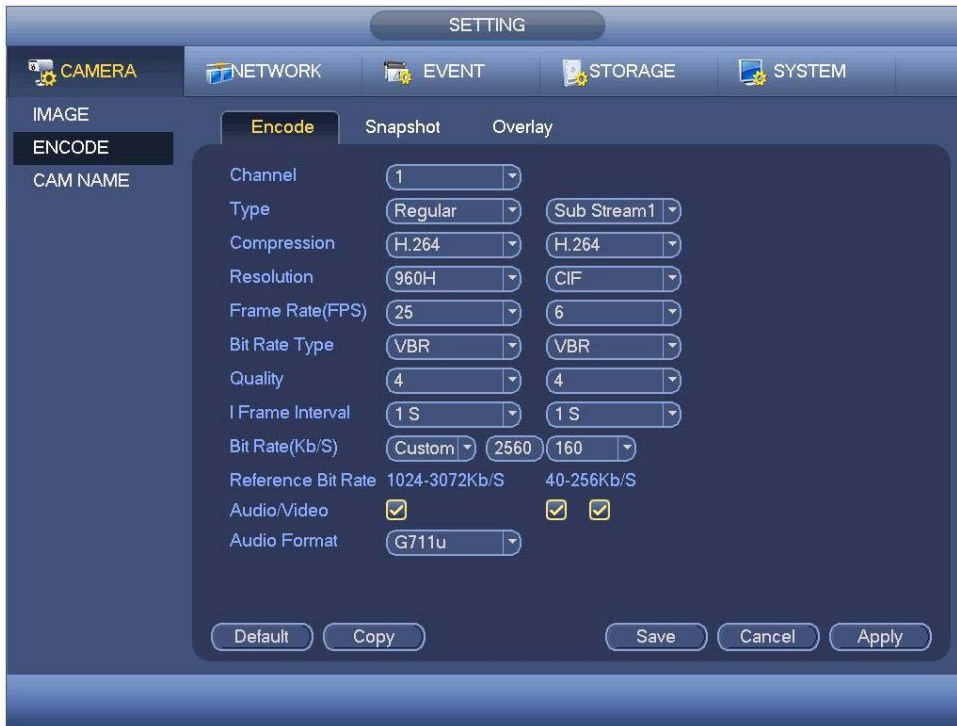 SETTING
CAMERA NETWORK EVENT STORAGE SYSTEM
IMAGE
ENCODE
CAM NAME
Encode Snapshot Overlay
Channel 1
Type Regular Sub Stream1
Compression H.264 H.264
Resolution 960H CIF
Frame Rate(FPS) 25 6
Bit Rate Type VBR VBR
Quality 4 4
I Frame Interval 1 S 1 S
Bit Rate(Kb/S) Custom 2560 160
Reference Bit Rate 1024-3072Kb/S 40-256Kb/S
Audio/Video
Audio Format G711u
Default Copy Save Cancel Apply